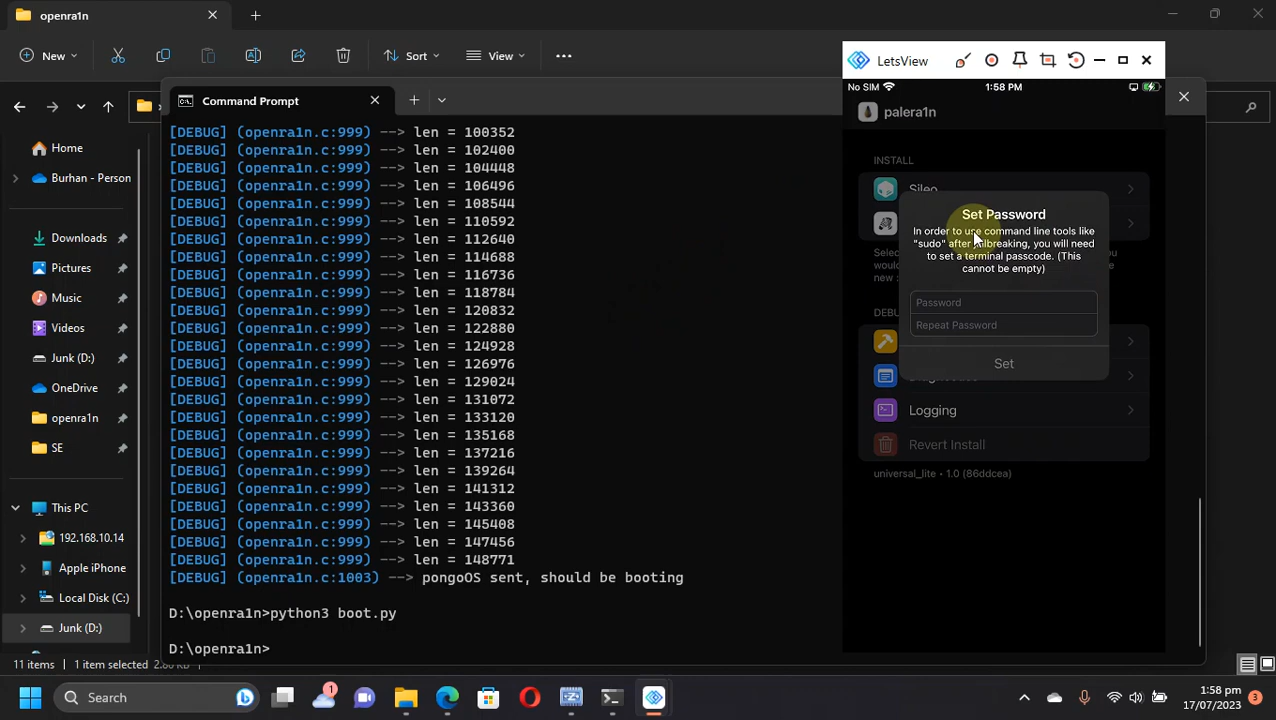 openra1n
New
Sort
View
Command Prompt
Home
Burhan - Person
Downloads
Pictures
Music
Videos
Junk (D:)
OneDrive
openra1n
SE
This PC
192.168.10.14
Apple iPhone
Local Disk (C:)
Junk (D:)
11 items
1 item selected
[DEBUG] (openra1n.c:999) --> len = 100352
[DEBUG] (openra1n.c:999) --> len = 102400
[DEBUG] (openra1n.c:999) --> len = 104448
[DEBUG] (openra1n.c:999) --> len = 106496
[DEBUG] (openra1n.c:999) --> len = 108544
[DEBUG] (openra1n.c:999) --> len = 110592
[DEBUG] (openra1n.c:999) --> len = 112640
[DEBUG] (openra1n.c:999) --> len = 114688
[DEBUG] (openra1n.c:999) --> len = 116736
[DEBUG] (openra1n.c:999) --> len = 118784
[DEBUG] (openra1n.c:999) --> len = 120832
[DEBUG] (openra1n.c:999) --> len = 122880
[DEBUG] (openra1n.c:999) --> len = 124928
[DEBUG] (openra1n.c:999) --> len = 126976
[DEBUG] (openra1n.c:999) --> len = 129024
[DEBUG] (openra1n.c:999) --> len = 131072
[DEBUG] (openra1n.c:999) --> len = 133120
[DEBUG] (openra1n.c:999) --> len = 135168
[DEBUG] (openra1n.c:999) --> len = 137216
[DEBUG] (openra1n.c:999) --> len = 139264
[DEBUG] (openra1n.c:999) --> len = 141312
[DEBUG] (openra1n.c:999) --> len = 143360
[DEBUG] (openra1n.c:999) --> len = 145408
[DEBUG] (openra1n.c:999) --> len = 147456
[DEBUG] (openra1n.c:999) --> len = 148771
[DEBUG] (openra1n.c:1003) --> pongoOS sent, should be booting
D:\openra1n>python3 boot.py
D:\openra1n>
LetsView
No SIM
1:58 PM
palera1n
INSTALL
Sileo
Set Password
In order to use command line tools like
"sudo" after jailbreaking, you will need
to set a terminal passcode. (This
cannot be empty)
Password
Repeat Password
Set
Logging
Revert Install
universal_lite • 1.0 (86ddcea)
Search
1
1:58 pm
17/07/2023
3